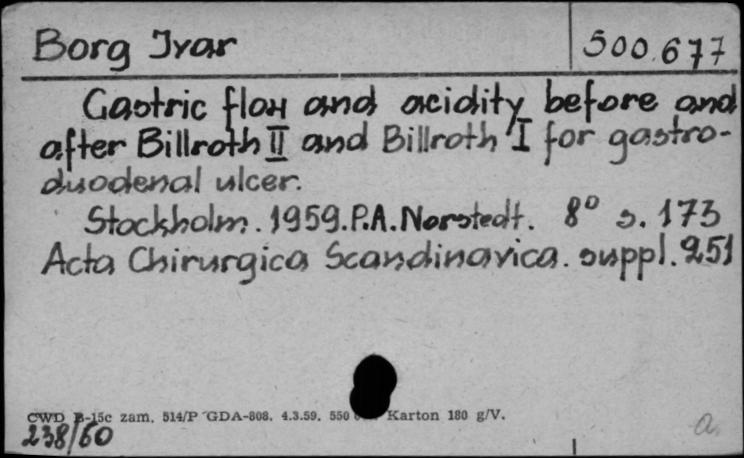 Borg Ivar
500.677
Gastric flow and acidity before and
after Billroth II and Billroth I for gastro-
duodenal ulcer.
Stockholm. 1959. P.A. Norstedt. 8° s. 173
Acta Chirurgica Scandinavica. suppl. 251
CWD B-15c zam. 514/P GDA-808. 4.3.59. 550 Karton 180 g/V.
238/60
a